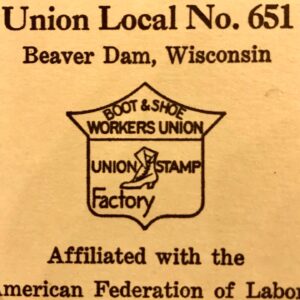 Union Local No. 651
Beaver Dam, Wisconsin
BOOT & SHOE
WORKERS UNION
UNION STAMP
Factory
Affiliated with the
American Federation of Labor